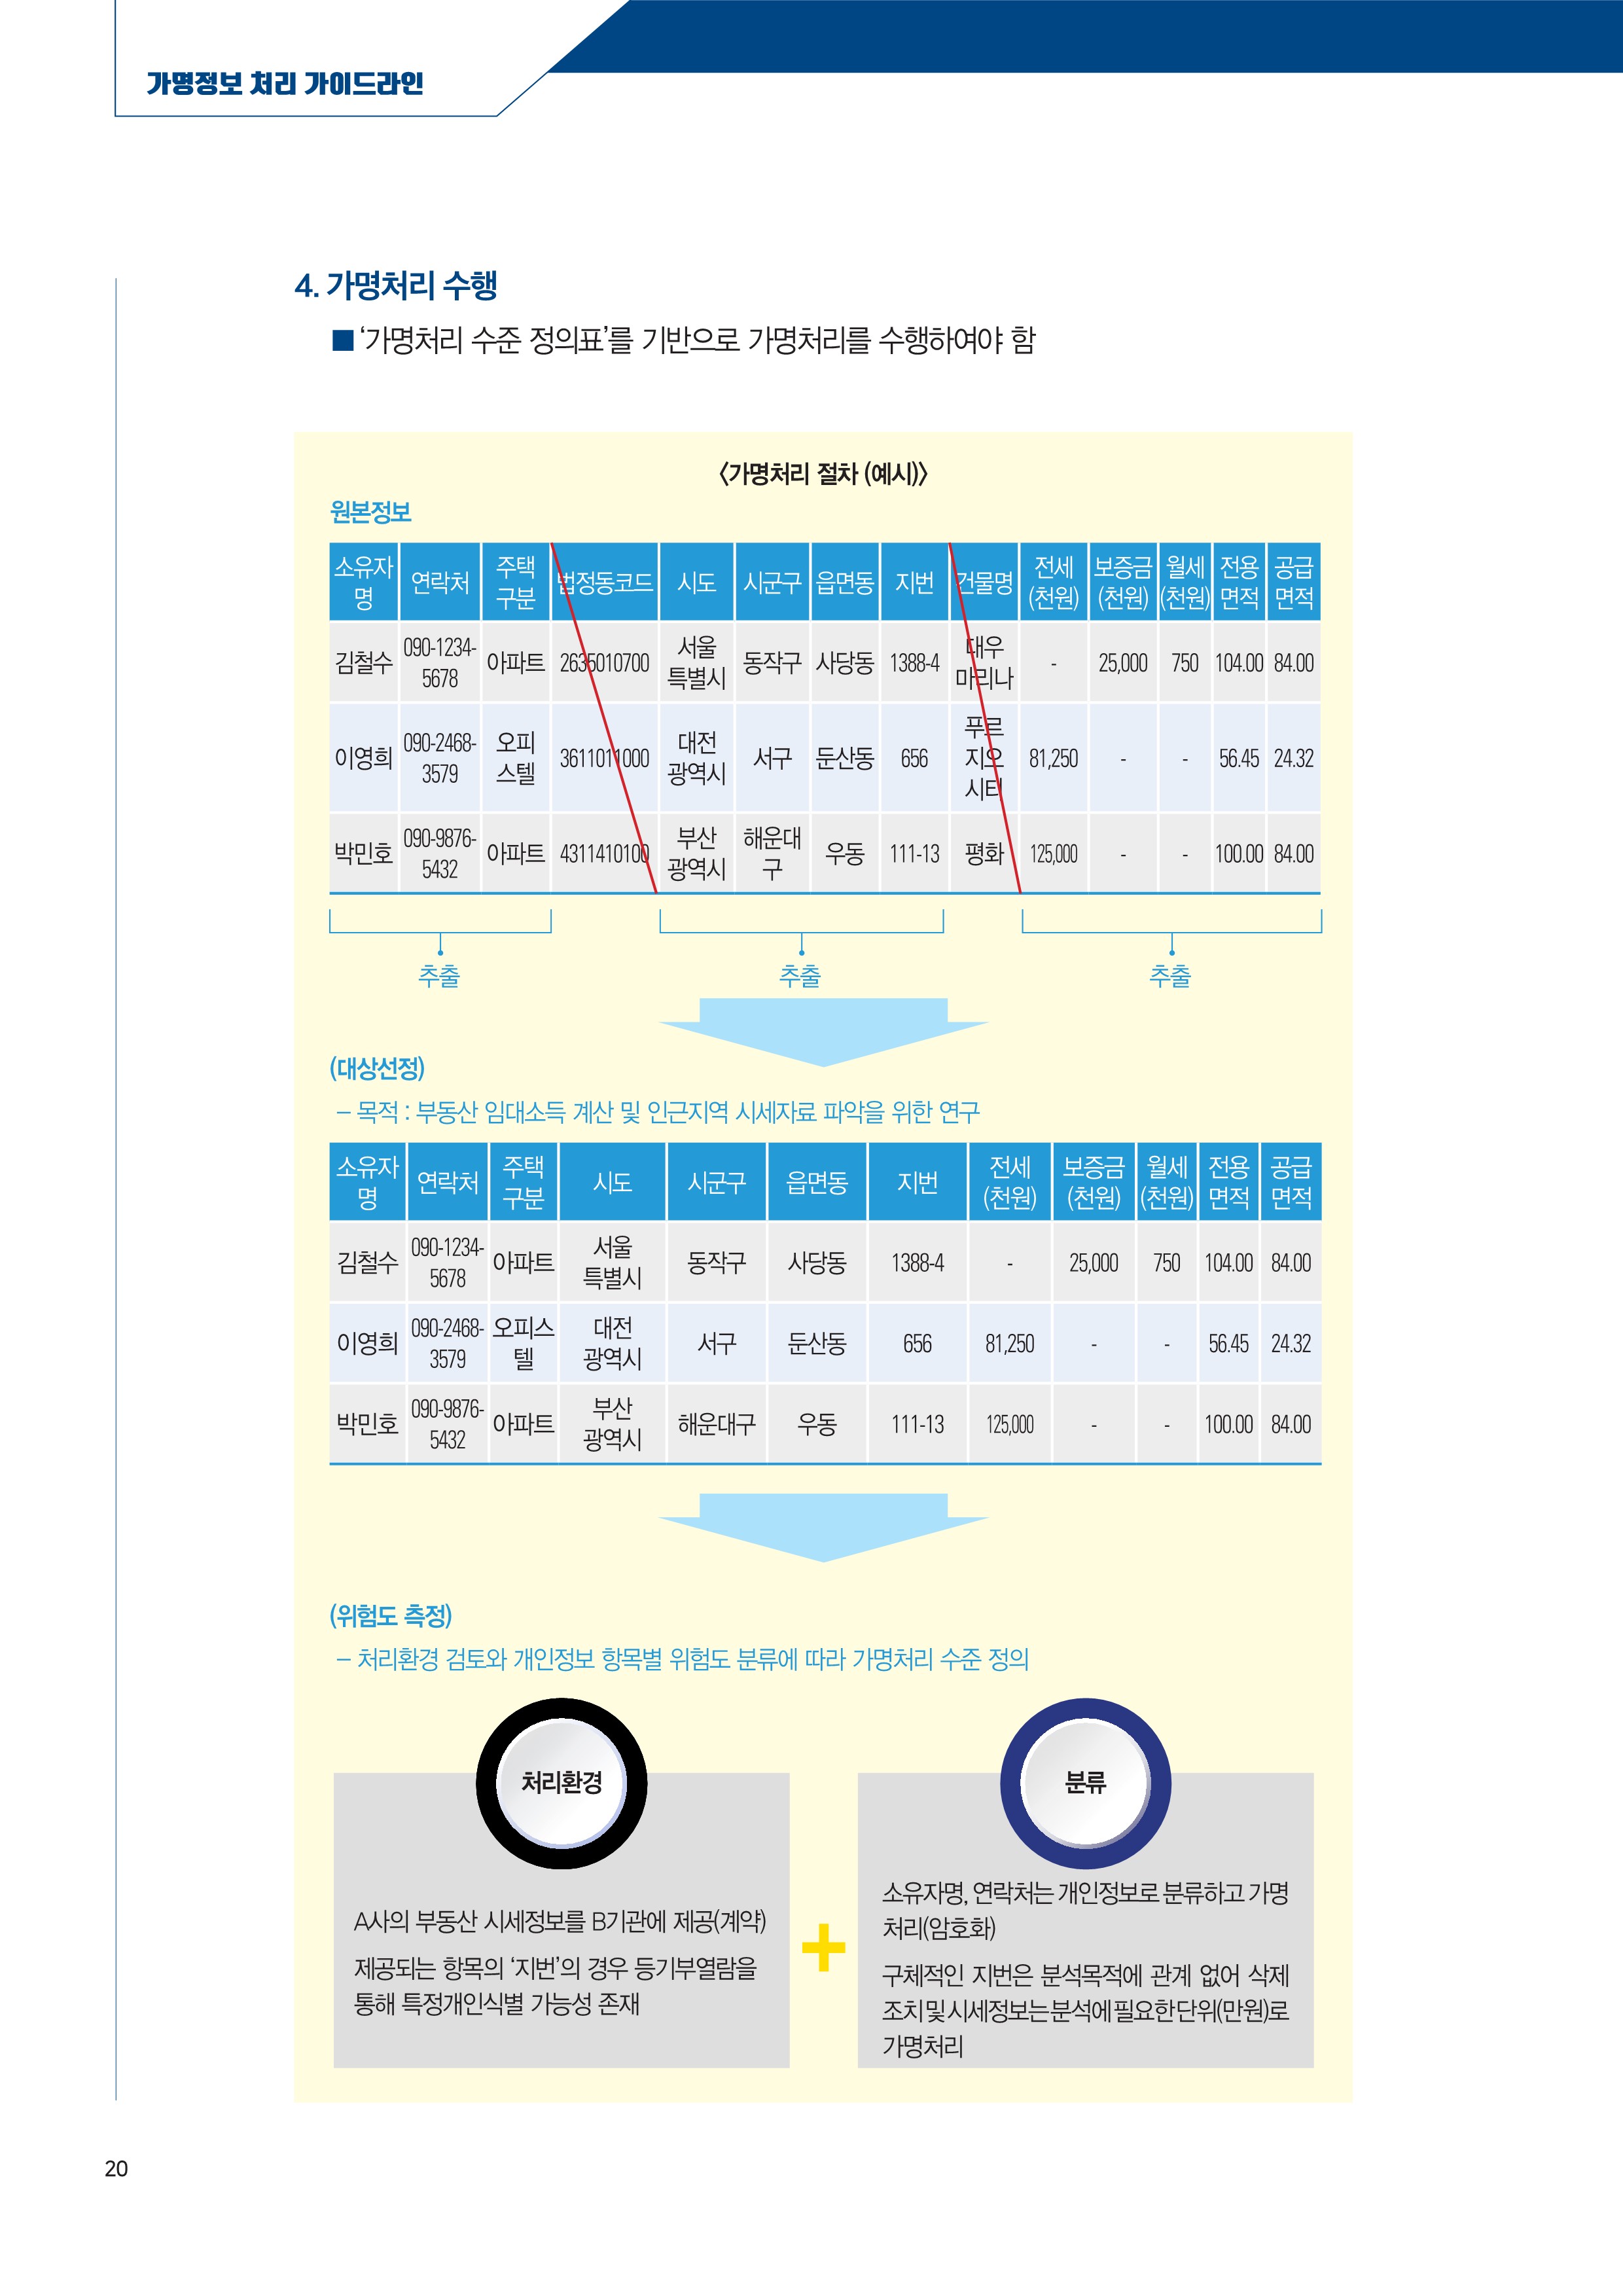 가명정보 처리 가이드라인
4. 가명처리 수행
■ ‘가명처리 수준 정의표’를 기반으로 가명처리를 수행하여야 함
〈가명처리 절차 (예시)〉
원본정보
소유자명 연락처 주택구분 법정동코드 시도 시군구 읍면동 지번 건물명 전세(천원) 보증금(천원) 월세(천원) 전용면적 공급면적
김철수 090-1234-5678 아파트 2635010700 서울특별시 동작구 사당동 1388-4 대우마리나 - 25,000 750 104.00 84.00
이영희 090-2468-3579 오피스텔 3611011000 대전광역시 서구 둔산동 656 푸르지오시티 81,250 - - 56.45 24.32
박민호 090-9876-5432 아파트 4311410100 부산광역시 해운대구 우동 111-13 평화 125,000 - - 100.00 84.00
추출 추출 추출
(대상선정)
– 목적 : 부동산 임대소득 계산 및 인근지역 시세자료 파악을 위한 연구
소유자명 연락처 주택구분 시도 시군구 읍면동 지번 전세(천원) 보증금(천원) 월세(천원) 전용면적 공급면적
김철수 090-1234-5678 아파트 서울특별시 동작구 사당동 1388-4 - 25,000 750 104.00 84.00
이영희 090-2468-3579 오피스텔 대전광역시 서구 둔산동 656 81,250 - - 56.45 24.32
박민호 090-9876-5432 아파트 부산광역시 해운대구 우동 111-13 125,000 - - 100.00 84.00
(위험도 측정)
– 처리환경 검토와 개인정보 항목별 위험도 분류에 따라 가명처리 수준 정의
처리환경
A사의 부동산 시세정보를 B기관에 제공(계약)
제공되는 항목의 ‘지번’의 경우 등기부열람을
통해 특정개인식별 가능성 존재
+
분류
소유자명, 연락처는 개인정보로 분류하고 가명
처리(암호화)
구체적인 지번은 분석목적에 관계 없어 삭제
조치 및 시세정보는 분석에 필요한 단위(만원)로
가명처리
20